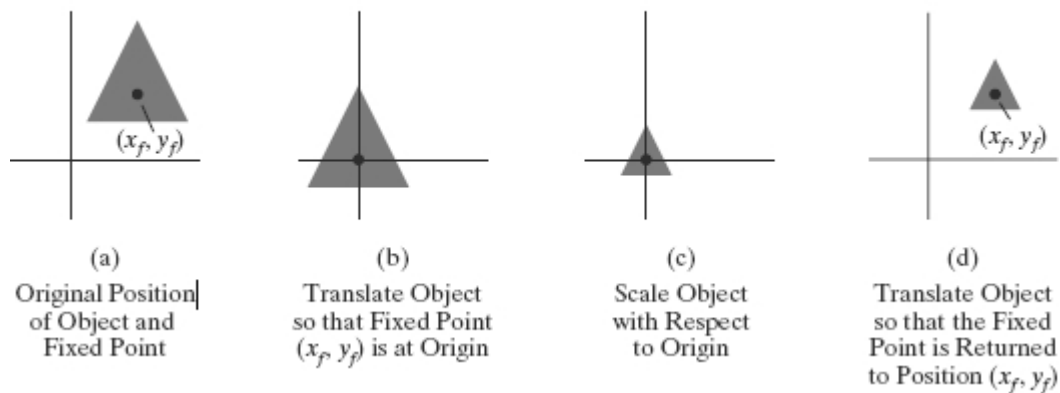 (x_f, y_f)
(x_f, y_f)
(a)
Original Position
of Object and
Fixed Point
(b)
Translate Object
so that Fixed Point
(x_f, y_f) is at Origin
(c)
Scale Object
with Respect
to Origin
(d)
Translate Object
so that the Fixed
Point is Returned
to Position (x_f, y_f)